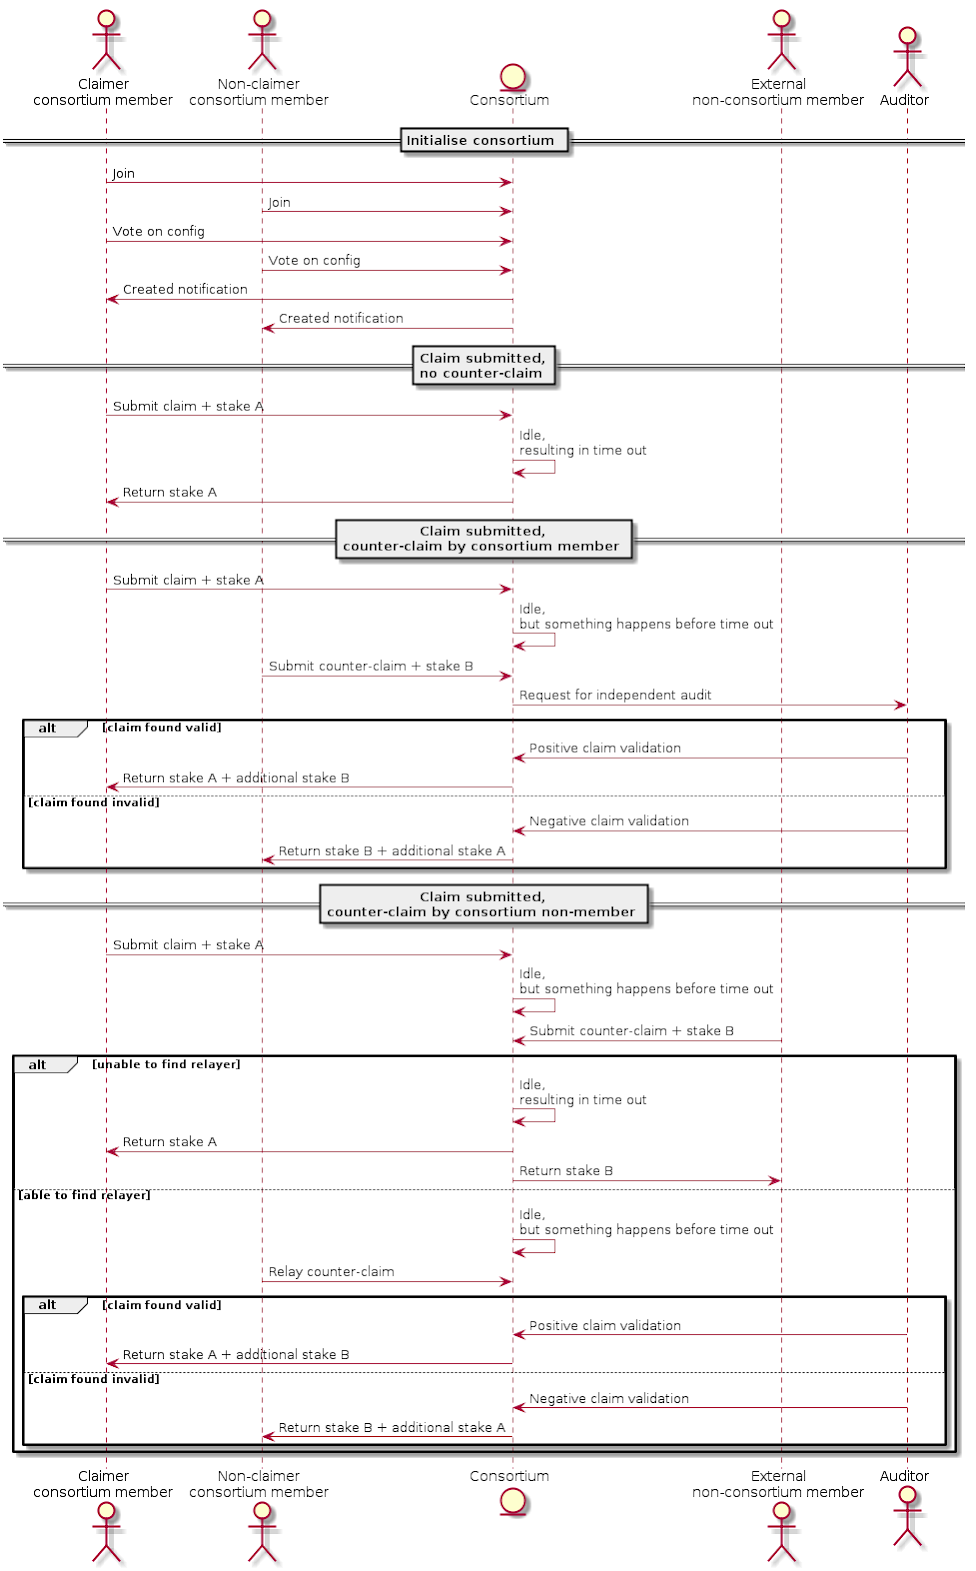 Claimer
consortium member
Non-claimer
consortium member
Consortium
External
non-consortium member
Auditor
Initialise consortium
Join
Join
Vote on config
Vote on config
Created notification
Created notification
Claim submitted,
no counter-claim
Submit claim + stake A
Idle,
resulting in time out
Return stake A
Claim submitted,
counter-claim by consortium member
Submit claim + stake A
Idle,
but something happens before time out
Submit counter-claim + stake B
Request for independent audit
alt [claim found valid]
Positive claim validation
Return stake A + additional stake B
[claim found invalid]
Negative claim validation
Return stake B + additional stake A
Claim submitted,
counter-claim by consortium non-member
Submit claim + stake A
Idle,
but something happens before time out
Submit counter-claim + stake B
alt [unable to find relayer]
Idle,
resulting in time out
Return stake A
Return stake B
[able to find relayer]
Idle,
but something happens before time out
Relay counter-claim
alt [claim found valid]
Positive claim validation
Return stake A + additional stake B
[claim found invalid]
Negative claim validation
Return stake B + additional stake A
Claimer
consortium member
Non-claimer
consortium member
Consortium
External
non-consortium member
Auditor